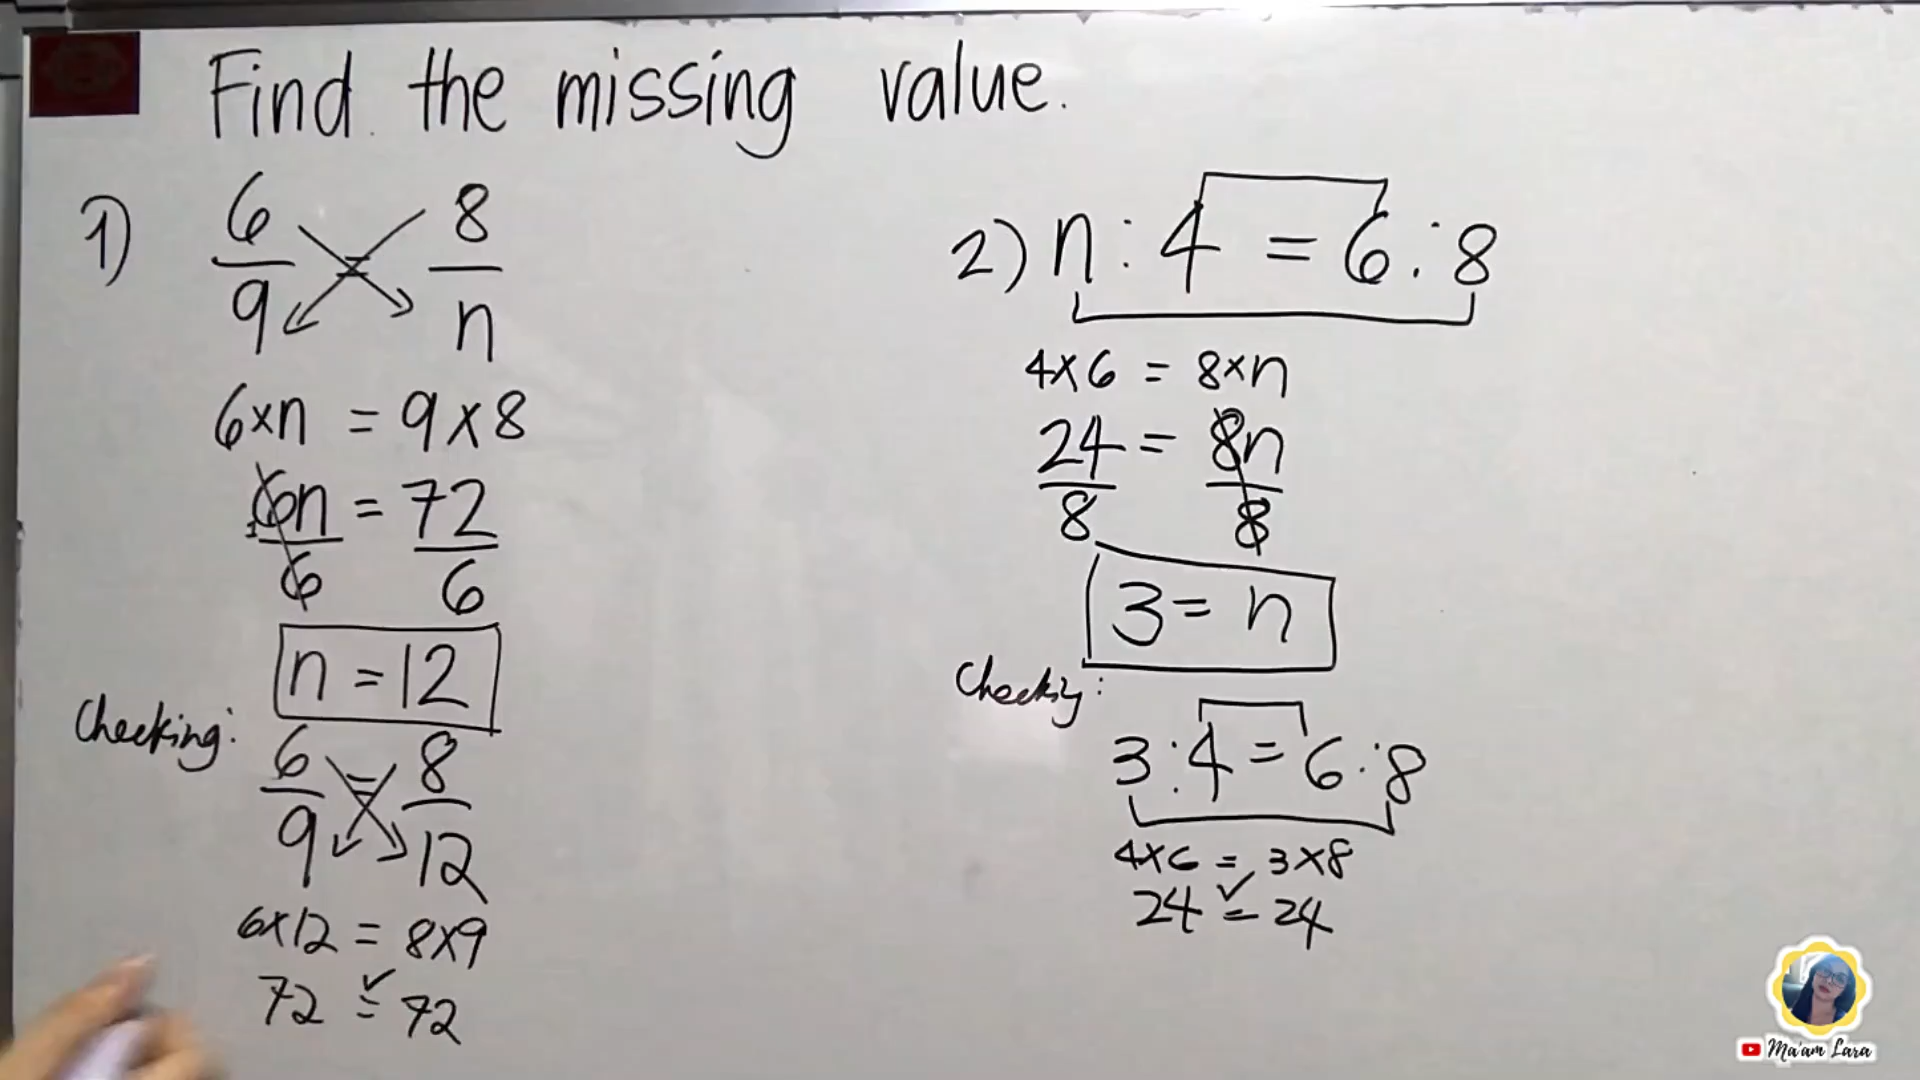 Find the missing value.
1) 6/9 = 8/n
6×n = 9×8
6n/6 = 72/6
n = 12
Checking:
6/9 = 8/12
6×12 = 8×9
72 = 72 ✓
2) n : 4 = 6 : 8
4×6 = 8×n
24/8 = 8n/8
3 = n
Checking:
3 : 4 = 6 : 8
4×6 = 3×8
24 = 24 ✓
Ma'am Lara